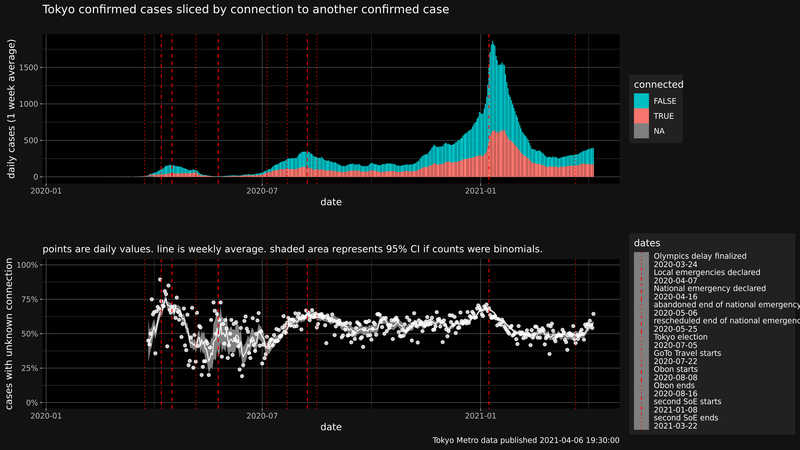 Tokyo confirmed cases sliced by connection to another confirmed case
daily cases (1 week average)
1500
1000
500
0
2020-01
2020-07
2021-01
date
connected
FALSE
TRUE
NA
points are daily values. line is weekly average. shaded area represents 95% CI if counts were binomials.
cases with unknown connection
100%
75%
50%
25%
0%
2020-01
2020-07
2021-01
date
dates
Olympics delay finalized
2020-03-24
Local emergencies declared
2020-04-07
National emergency declared
2020-04-16
abandoned end of national emergency
2020-05-06
rescheduled end of national emergenc
2020-05-25
Tokyo election
2020-07-05
GoTo Travel starts
2020-07-22
Obon starts
2020-08-08
Obon ends
2020-08-16
second SoE starts
2021-01-08
second SoE ends
2021-03-22
Tokyo Metro data published 2021-04-06 19:30:00